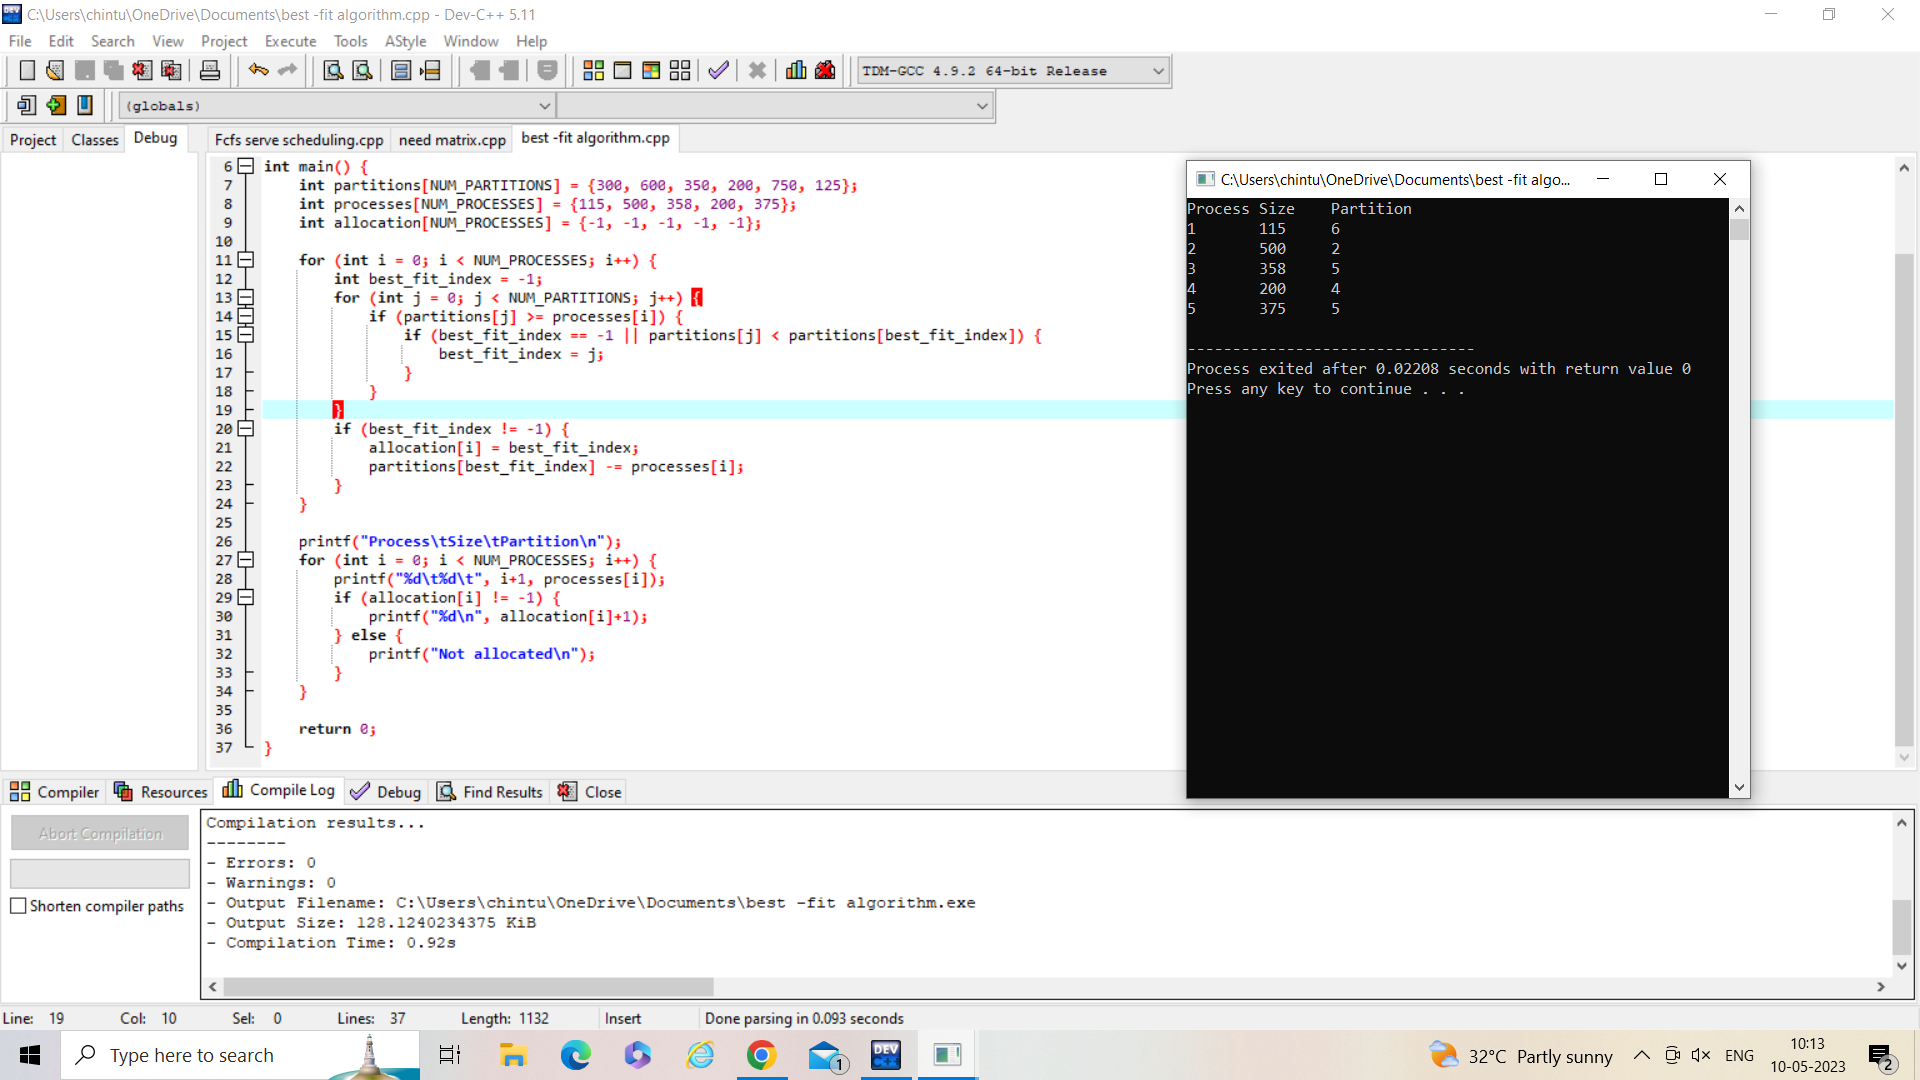 C:\Users\chintu\OneDrive\Documents\best -fit algorithm.cpp - Dev-C++ 5.11
File Edit Search View Project Execute Tools AStyle Window Help
TDM-GCC 4.9.2 64-bit Release
(globals)
Project Classes Debug
Fcfs serve scheduling.cpp need matrix.cpp best -fit algorithm.cpp
6 int main() {
7 int partitions[NUM_PARTITIONS] = {300, 600, 350, 200, 750, 125};
8 int processes[NUM_PROCESSES] = {115, 500, 358, 200, 375};
9 int allocation[NUM_PROCESSES] = {-1, -1, -1, -1, -1};
10
11 for (int i = 0; i < NUM_PROCESSES; i++) {
12 int best_fit_index = -1;
13 for (int j = 0; j < NUM_PARTITIONS; j++) {
14 if (partitions[j] >= processes[i]) {
15 if (best_fit_index == -1 || partitions[j] < partitions[best_fit_index]) {
16 best_fit_index = j;
17 }
18 }
19 }
20 if (best_fit_index != -1) {
21 allocation[i] = best_fit_index;
22 partitions[best_fit_index] -= processes[i];
23 }
24 }
25
26 printf("Process\tSize\tPartition\n");
27 for (int i = 0; i < NUM_PROCESSES; i++) {
28 printf("%d\t%d\t", i+1, processes[i]);
29 if (allocation[i] != -1) {
30 printf("%d\n", allocation[i]+1);
31 } else {
32 printf("Not allocated\n");
33 }
34 }
35
36 return 0;
37 }
C:\Users\chintu\OneDrive\Documents\best -fit algo...
Process Size Partition
1 115 6
2 500 2
3 358 5
4 200 4
5 375 5
--------------------------------
Process exited after 0.02208 seconds with return value 0
Press any key to continue . . .
Compiler Resources Compile Log Debug Find Results Close
Abort Compilation
Shorten compiler paths
Compilation results...
--------
- Errors: 0
- Warnings: 0
- Output Filename: C:\Users\chintu\OneDrive\Documents\best -fit algorithm.exe
- Output Size: 128.1240234375 KiB
- Compilation Time: 0.92s
Line: 19 Col: 10 Sel: 0 Lines: 37 Length: 1132 Insert Done parsing in 0.093 seconds
Type here to search
1
DEV C++
32°C Partly sunny
ENG
10:13
10-05-2023
2